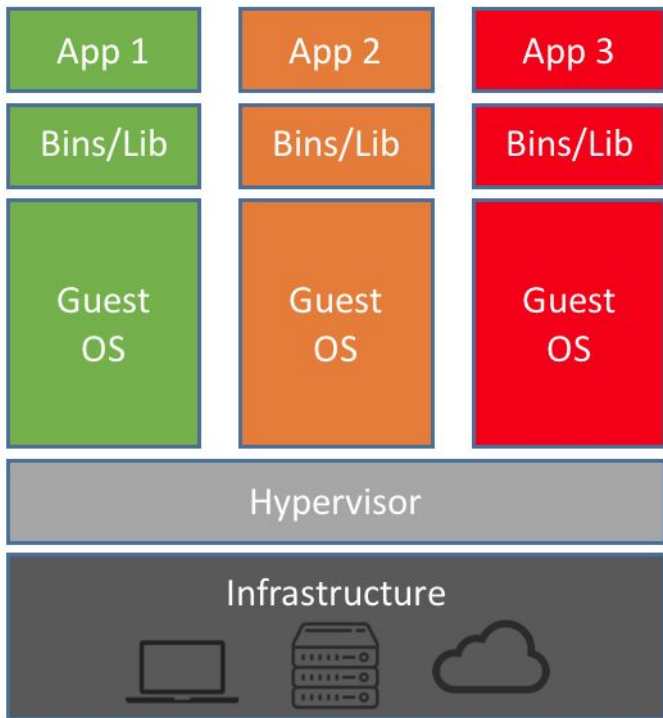 App 1
App 2
App 3
Bins/Lib
Bins/Lib
Bins/Lib
Guest
OS
Guest
OS
Guest
OS
Hypervisor
Infrastructure